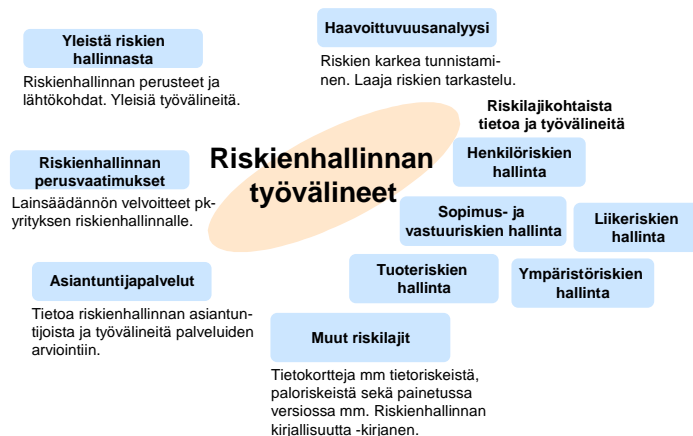 Yleistä riskien
hallinnasta
Riskienhallinnan perusteet ja
lähtökohdat. Yleisiä työvälineitä.
Haavoittuvuusanalyysi
Riskien karkea tunnistami-
nen. Laaja riskien tarkastelu.
Riskilajikohtaista
tietoa ja työvälineitä
Riskienhallinnan
työvälineet
Henkilöriskien
hallinta
Riskienhallinnan
perusvaatimukset
Lainsäädännön velvoitteet pk-
yrityksen riskienhallinnalle.
Sopimus- ja
vastuuriskien hallinta
Liikeriskien
hallinta
Tuoteriskien
hallinta
Ympäristöriskien
hallinta
Asiantuntijapalvelut
Tietoa riskienhallinnan asiantun-
tijoista ja työvälineitä palveluiden
arviointiin.
Muut riskilajit
Tietokortteja mm tietoriskeistä,
paloriskeistä sekä painetussa
versiossa mm. Riskienhallinnan
kirjallisuutta -kirjanen.